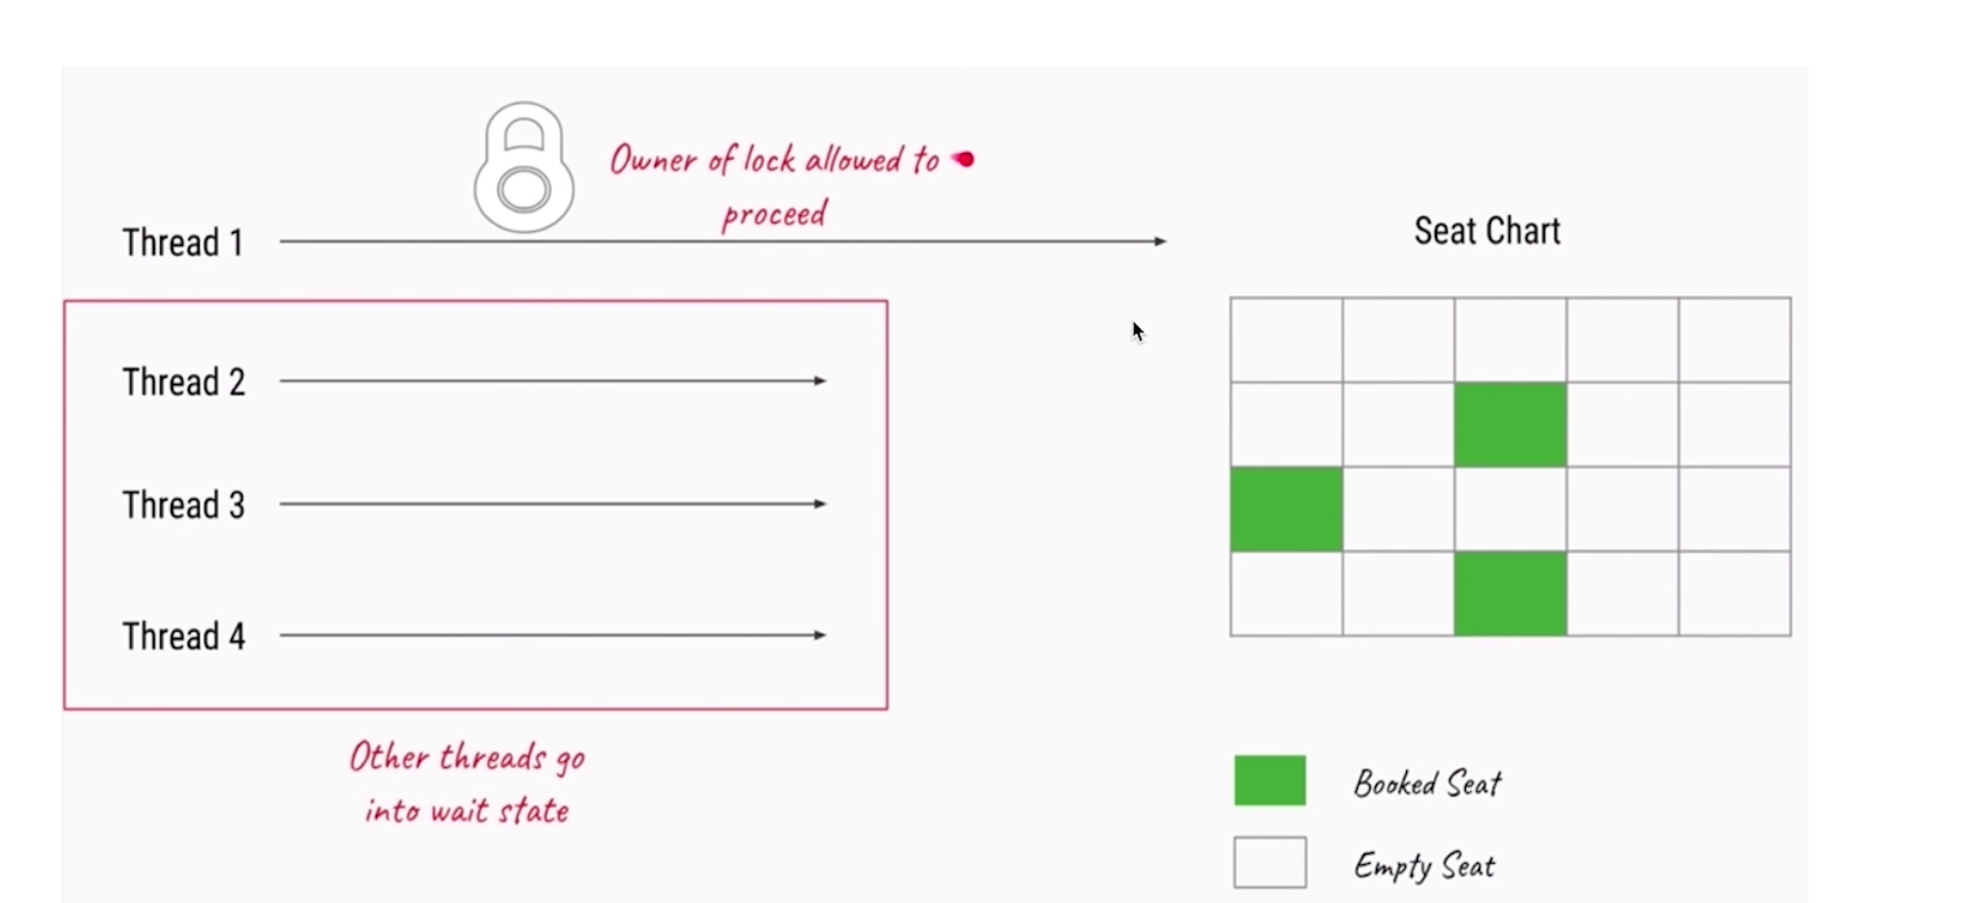 Owner of lock allowed to
proceed
Thread 1
Seat Chart
Thread 2
Thread 3
Thread 4
Other threads go
into wait state
Booked Seat
Empty Seat